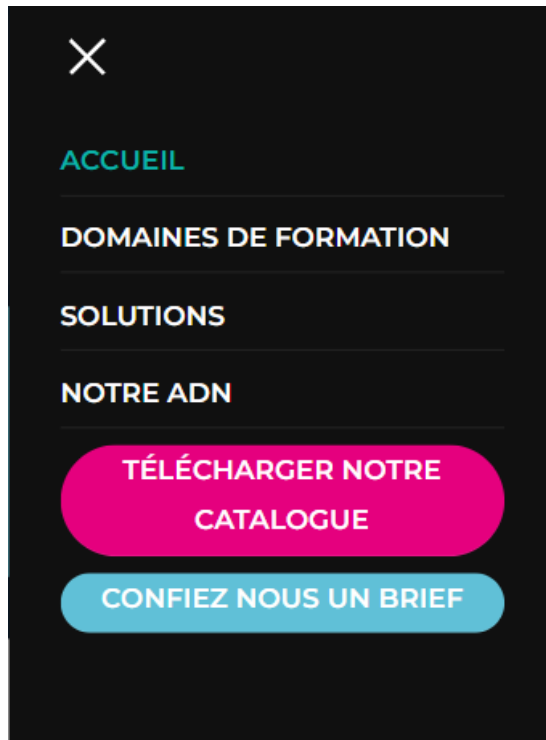 ACCUEIL
DOMAINES DE FORMATION
SOLUTIONS
NOTRE ADN
TÉLÉCHARGER NOTRE
CATALOGUE
CONFIEZ NOUS UN BRIEF